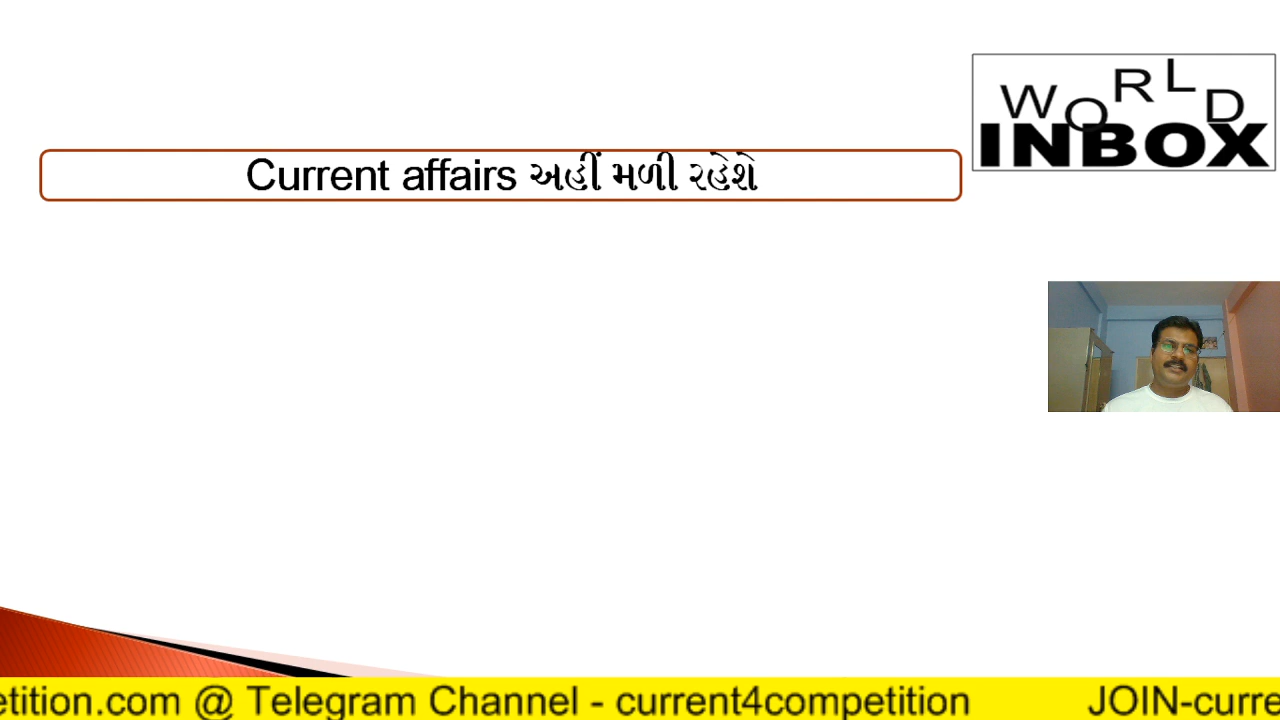 WORLD
INBOX
Current affairs અહીં મળી રહેશે
etition.com @ Telegram Channel - current4competition JOIN-curre